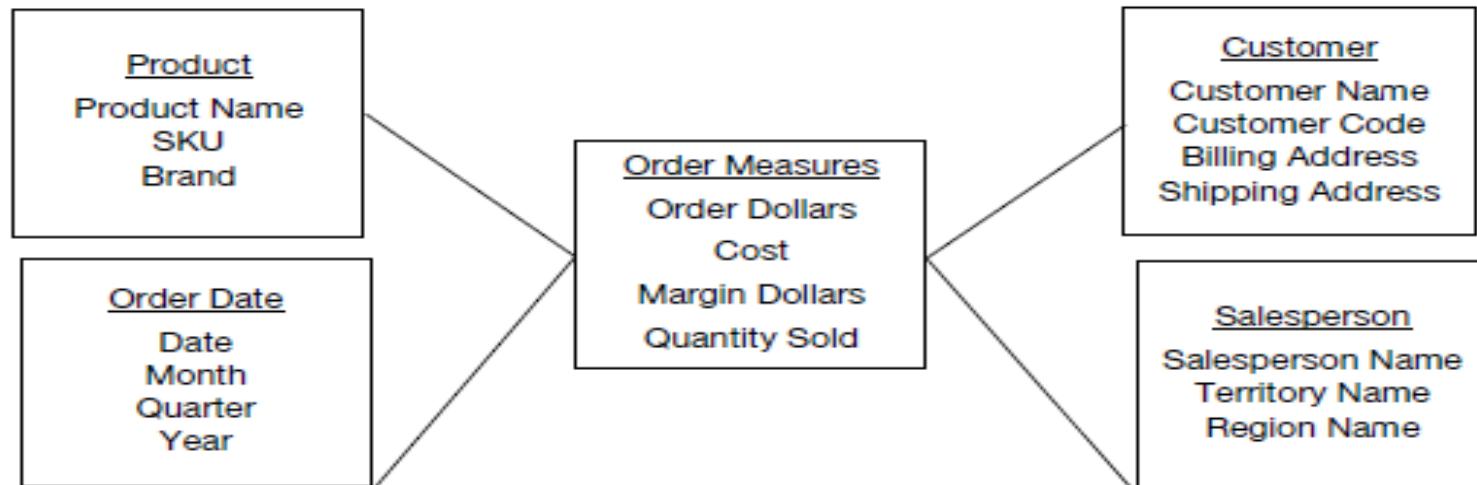 Product
Product Name
SKU
Brand
Order Date
Date
Month
Quarter
Year
Order Measures
Order Dollars
Cost
Margin Dollars
Quantity Sold
Customer
Customer Name
Customer Code
Billing Address
Shipping Address
Salesperson
Salesperson Name
Territory Name
Region Name